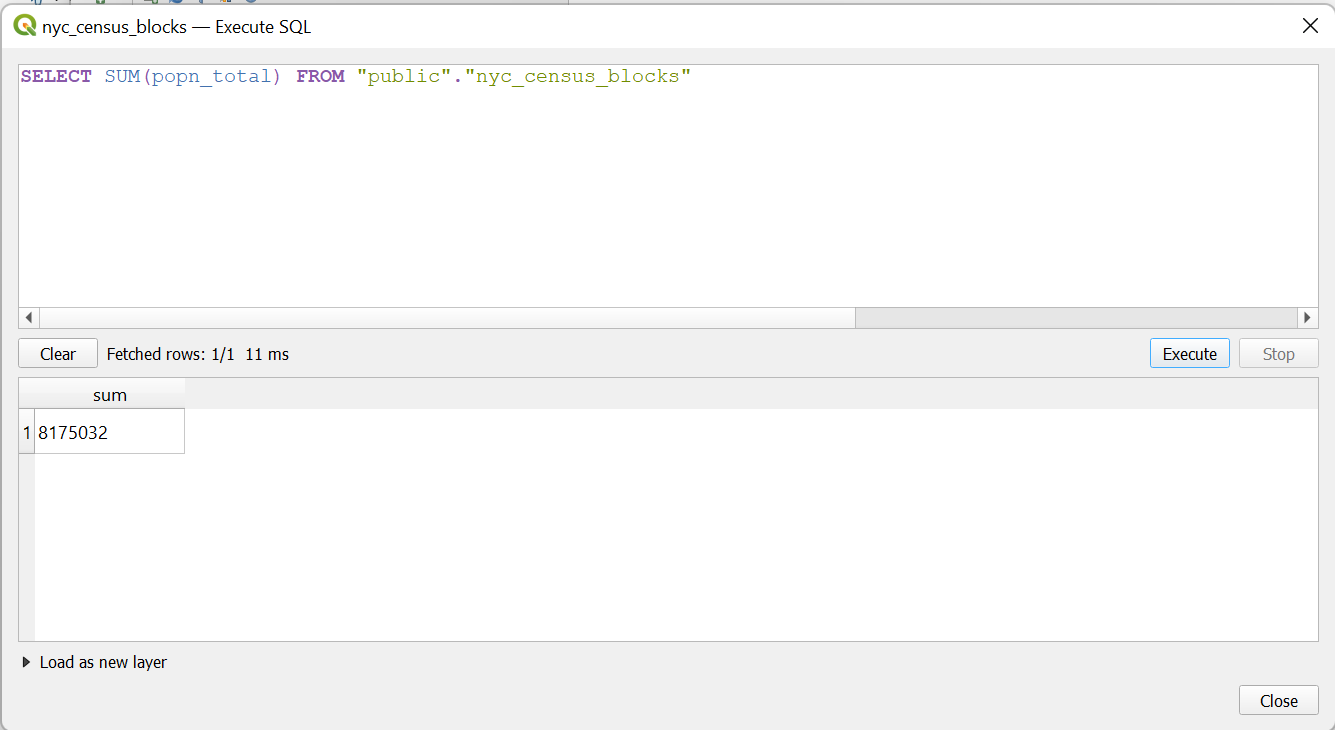 nyc_census_blocks — Execute SQL
SELECT SUM(popn_total) FROM "public"."nyc_census_blocks"
Clear Fetched rows: 1/1 11 ms Execute Stop
sum
1 8175032
Load as new layer
Close